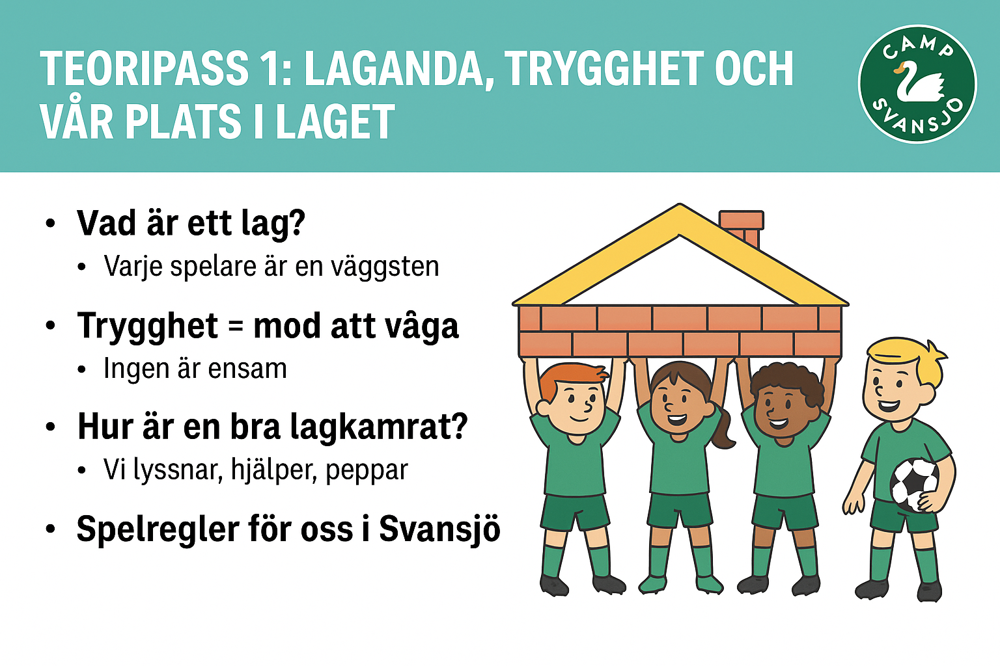 TEORIPASS 1: LAGANDA, TRYGGHET OCH
VÅR PLATS I LAGET
CAMP
SVANSJÖ
• Vad är ett lag?
• Varje spelare är en väggsten
• Trygghet = mod att våga
• Ingen är ensam
• Hur är en bra lagkamrat?
• Vi lyssnar, hjälper, peppar
• Spelregler för oss i Svansjö